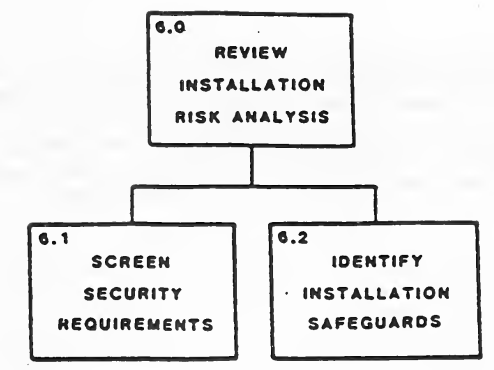 6.0
REVIEW
INSTALLATION
RISK ANALYSIS
6.1
SCREEN
SECURITY
REQUIREMENTS
6.2
IDENTIFY
INSTALLATION
SAFEGUARDS